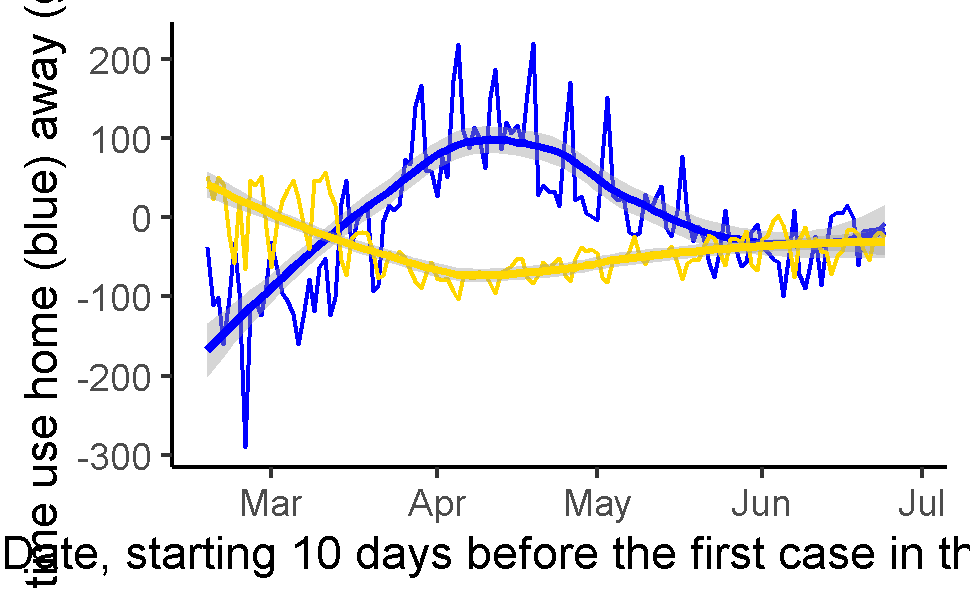 time use home (blue) away (
200
100
0
-100
-200
-300
Mar Apr May Jun Jul
Date, starting 10 days before the first case in th